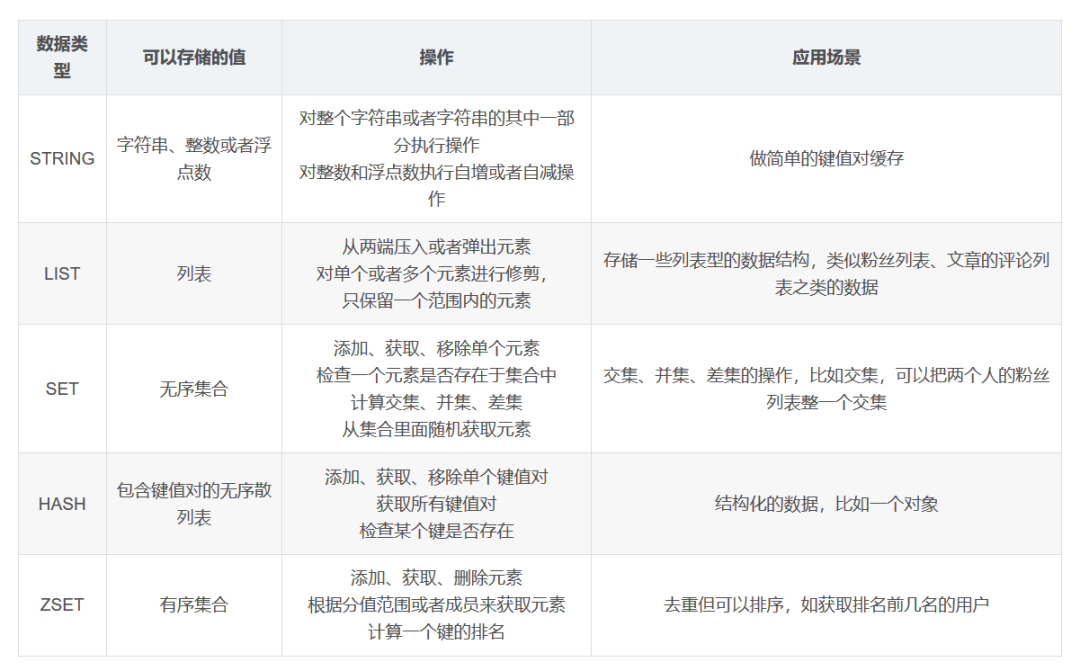 数据类
型
可以存储的值
操作
应用场景
STRING
字符串、整数或者浮
点数
对整个字符串或者字符串的其中一部
分执行操作
对整数和浮点数执行自增或者自减操
作
做简单的键值对缓存
LIST
列表
从两端压入或者弹出元素
对单个或者多个元素进行修剪，
只保留一个范围内的元素
存储一些列表型的数据结构，类似粉丝列表、文章的评论列
表之类的数据
SET
无序集合
添加、获取、移除单个元素
检查一个元素是否存在于集合中
计算交集、并集、差集
从集合里面随机获取元素
交集、并集、差集的操作，比如交集，可以把两个人的粉丝
列表整一个交集
HASH
包含键值对的无序散
列表
添加、获取、移除单个键值对
获取所有键值对
检查某个键是否存在
结构化的数据，比如一个对象
ZSET
有序集合
添加、获取、删除元素
根据分值范围或者成员来获取元素
计算一个键的排名
去重但可以排序，如获取排名前几名的用户